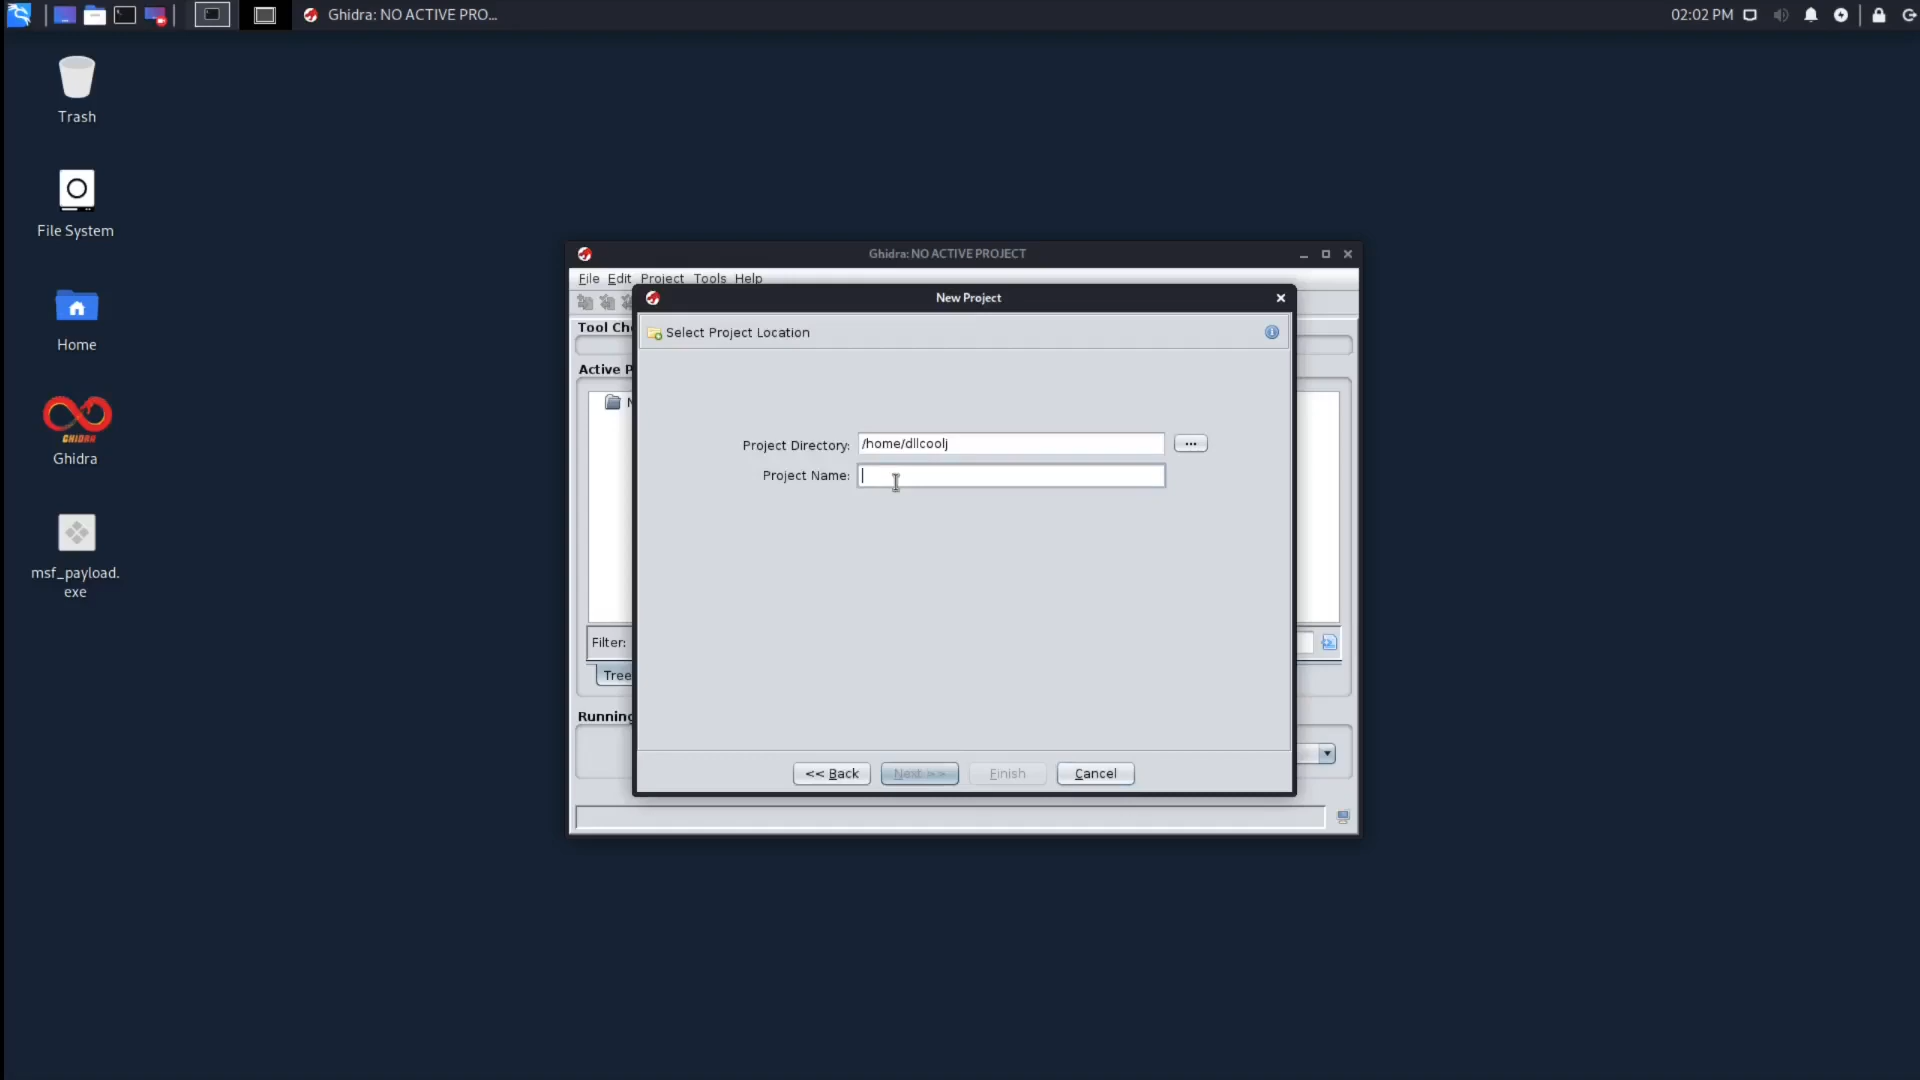 Ghidra: NO ACTIVE PRO...
02:02 PM
Trash
File System
Home
GHIDRA
Ghidra
msf_payload.
exe
Ghidra: NO ACTIVE PROJECT
File Edit Project Tools Help
New Project
Tool Ch
Select Project Location
Active P
N
Project Directory: /home/dllcoolj ...
Project Name:
Filter:
Tree
Running
<< Back Next >> Finish Cancel